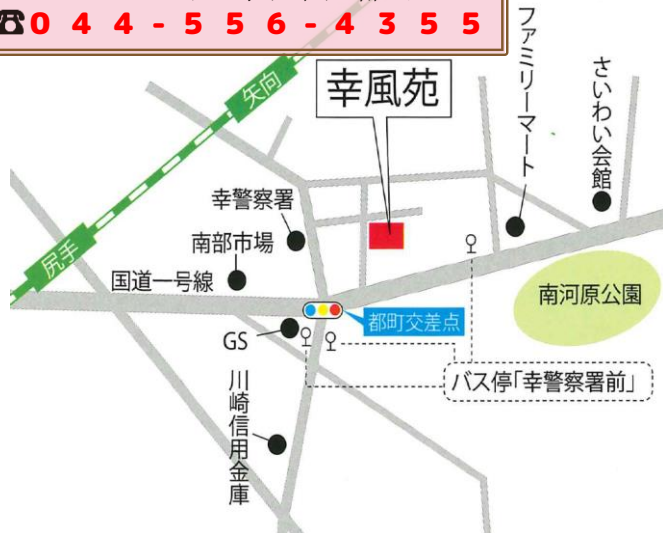 ☎044-556-4355
矢向
幸風苑
ファミリーマート
さいわい会館
幸警察署
南部市場
尻手
国道一号線
南河原公園
都町交差点
GS
バス停「幸警察署前」
川崎信用金庫